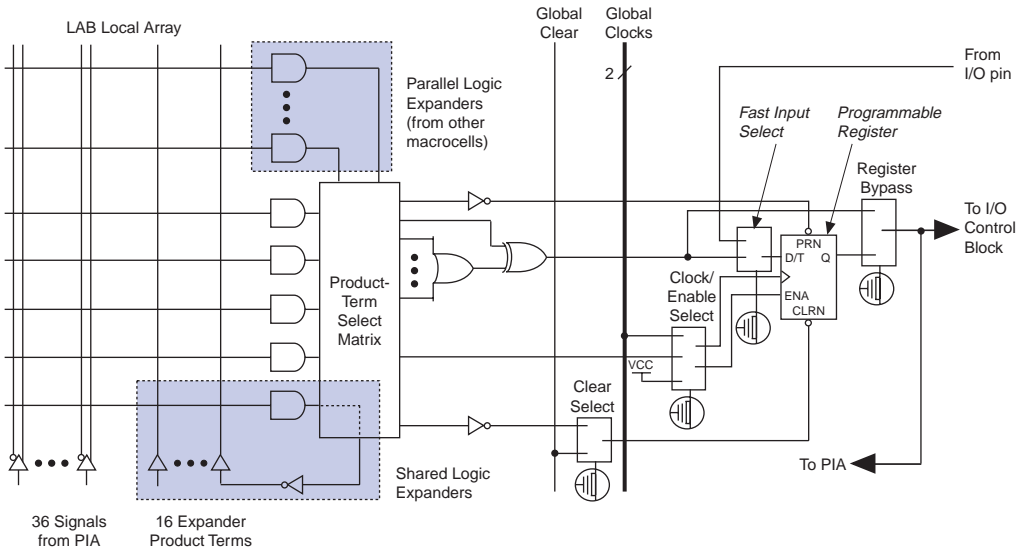 LAB Local Array
Global
Clear
Global
Clocks
2
From
I/O pin
Parallel Logic
Expanders
(from other
macrocells)
Fast Input
Select
Programmable
Register
Register
Bypass
To I/O
Control
Block
PRN
D/T Q
ENA
CLRN
Clock/
Enable
Select
Product-
Term
Select
Matrix
VCC
Clear
Select
To PIA
Shared Logic
Expanders
36 Signals
from PIA
16 Expander
Product Terms